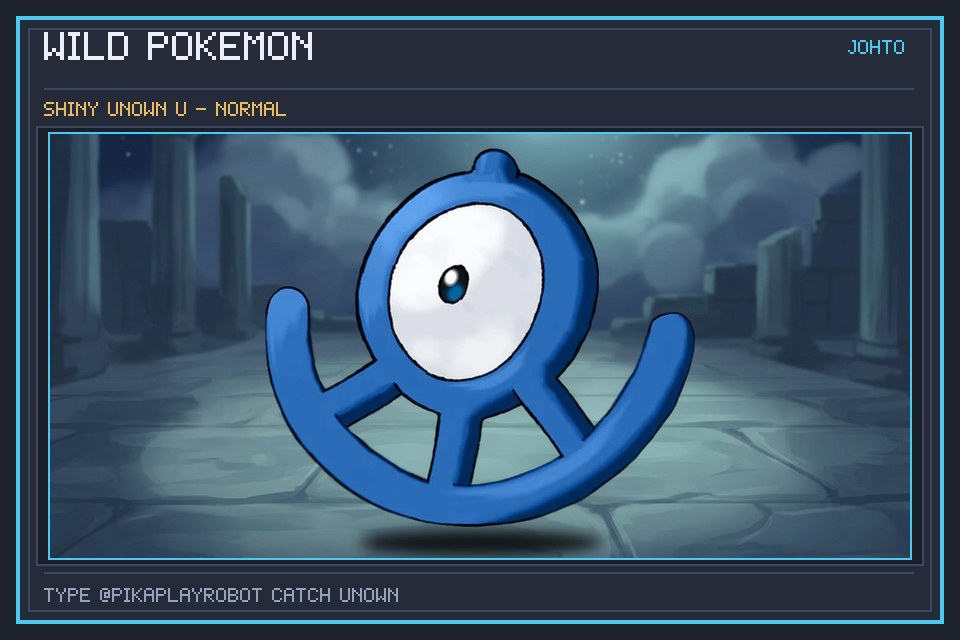 WILD POKEMON
JOHTO
SHINY UNOWN U - NORMAL
TYPE @PIKAPLAYROBOT CATCH UNOWN